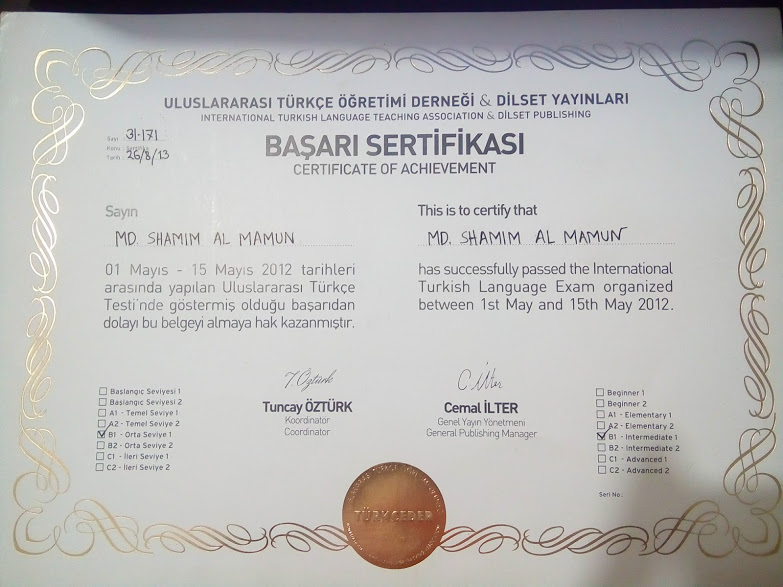 ULUSLARARASI TÜRKÇE ÖĞRETİMİ DERNEĞİ & DİLSET YAYINLARI
INTERNATIONAL TURKISH LANGUAGE TEACHING ASSOCIATION & DILSET PUBLISHING
Sayı : 31-171
Konu : Sertifika
Tarih : 26/8/13
BAŞARI SERTİFİKASI
CERTIFICATE OF ACHIEVEMENT
Sayın
MD. SHAMIM AL MAMUN
01 Mayıs - 15 Mayıs 2012 tarihleri
arasında yapılan Uluslararası Türkçe
Testi'nde göstermiş olduğu başarıdan
dolayı bu belgeyi almaya hak kazanmıştır.
This is to certify that
MD. SHAMIM AL MAMUN
has successfully passed the International
Turkish Language Exam organized
between 1st May and 15th May 2012.
Başlangıç Seviyesi 1
Başlangıç Seviyesi 2
A1 - Temel Seviye 1
A2 - Temel Seviye 2
B1 - Orta Seviye 1
B2 - Orta Seviye 2
C1 - İleri Seviye 1
C2 - İleri Seviye 2
T.Öztürk
Tuncay ÖZTÜRK
Koordinatör
Coordinator
C.İlter
Cemal İLTER
Genel Yayın Yönetmeni
General Publishing Manager
Beginner 1
Beginner 2
A1 - Elementary 1
A2 - Elementary 2
B1 - Intermediate 1
B2 - Intermediate 2
C1 - Advanced 1
C2 - Advanced 2
Seri No.:
TÜRKÇEDER